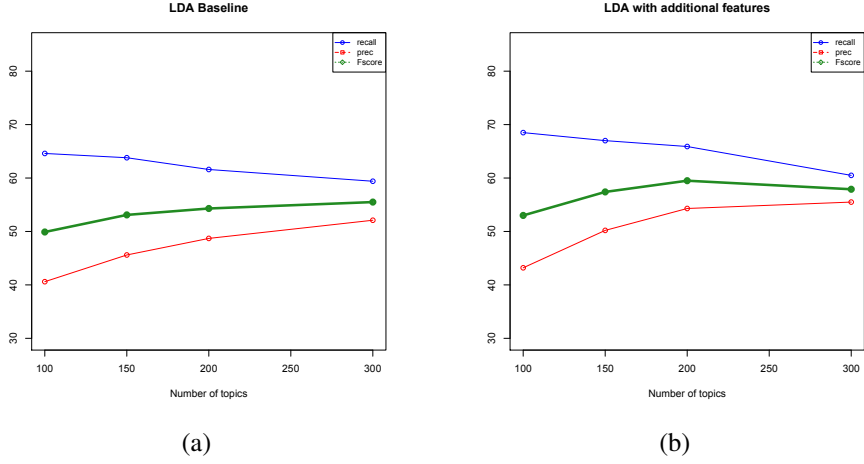 LDA Baseline
recall
prec
Fscore
80
70
60
50
40
30
100 150 200 250 300
Number of topics
(a)
LDA with additional features
recall
prec
Fscore
80
70
60
50
40
30
100 150 200 250 300
Number of topics
(b)